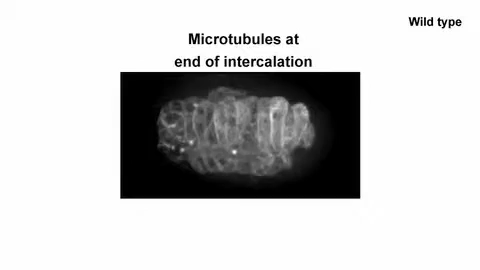 Wild type
Microtubules at
end of intercalation